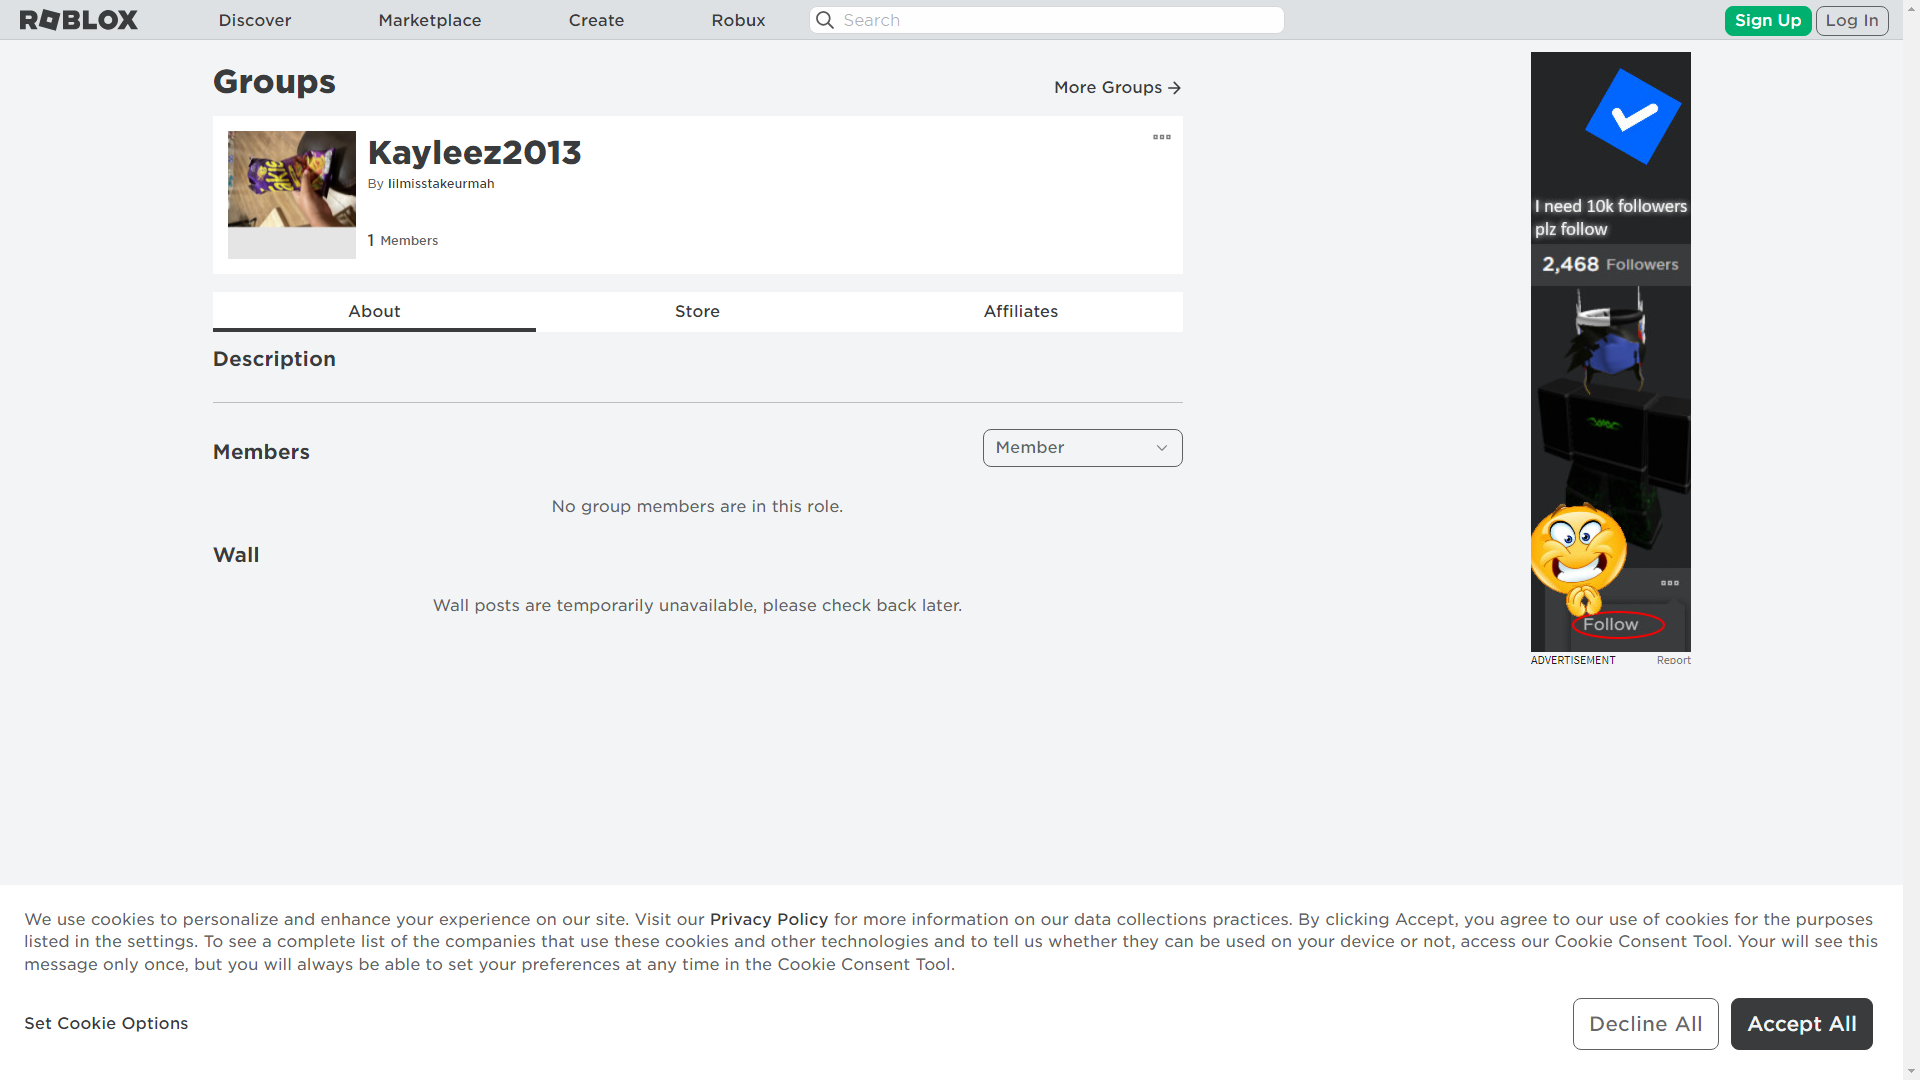 ROBLOX
Discover
Marketplace
Create
Robux
Search
Sign Up
Log In
Groups
More Groups
Kayleez2013
By lilmisstakeurmah
1 Members
About
Store
Affiliates
Description
Members
Member
No group members are in this role.
Wall
Wall posts are temporarily unavailable, please check back later.
I need 10k followers
plz follow
2,468 Followers
Follow
ADVERTISEMENT
Report
We use cookies to personalize and enhance your experience on our site. Visit our Privacy Policy for more information on our data collections practices. By clicking Accept, you agree to our use of cookies for the purposes
listed in the settings. To see a complete list of the companies that use these cookies and other technologies and to tell us whether they can be used on your device or not, access our Cookie Consent Tool. Your will see this
message only once, but you will always be able to set your preferences at any time in the Cookie Consent Tool.
Set Cookie Options
Decline All
Accept All